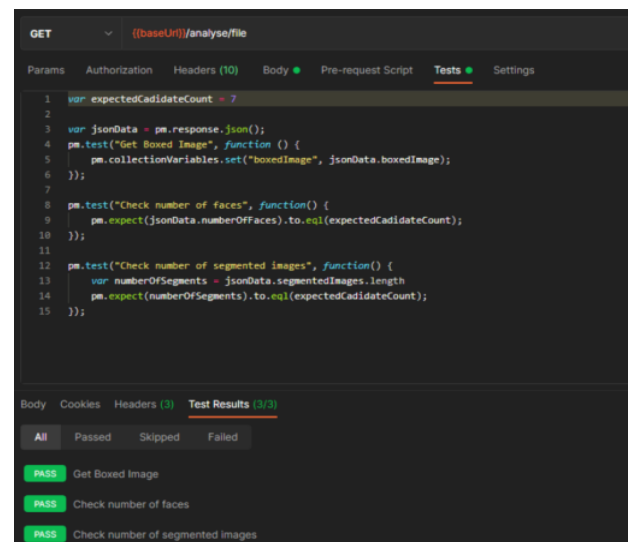 GET {{baseUrl}}/analyse/file
Params Authorization Headers (10) Body Pre-request Script Tests Settings
1 var expectedCadidateCount = 7
2
3 var jsonData = pm.response.json();
4 pm.test("Get Boxed Image", function () {
5 pm.collectionVariables.set("boxedImage", jsonData.boxedImage);
6 });
7
8 pm.test("Check number of faces", function() {
9 pm.expect(jsonData.numberOfFaces).to.eql(expectedCadidateCount);
10 });
11
12 pm.test("Check number of segmented images", function() {
13 var numberOfSegments = jsonData.segmentedImages.length
14 pm.expect(numberOfSegments).to.eql(expectedCadidateCount);
15 });
Body Cookies Headers (3) Test Results (3/3)
All Passed Skipped Failed
PASS Get Boxed Image
PASS Check number of faces
PASS Check number of segmented images